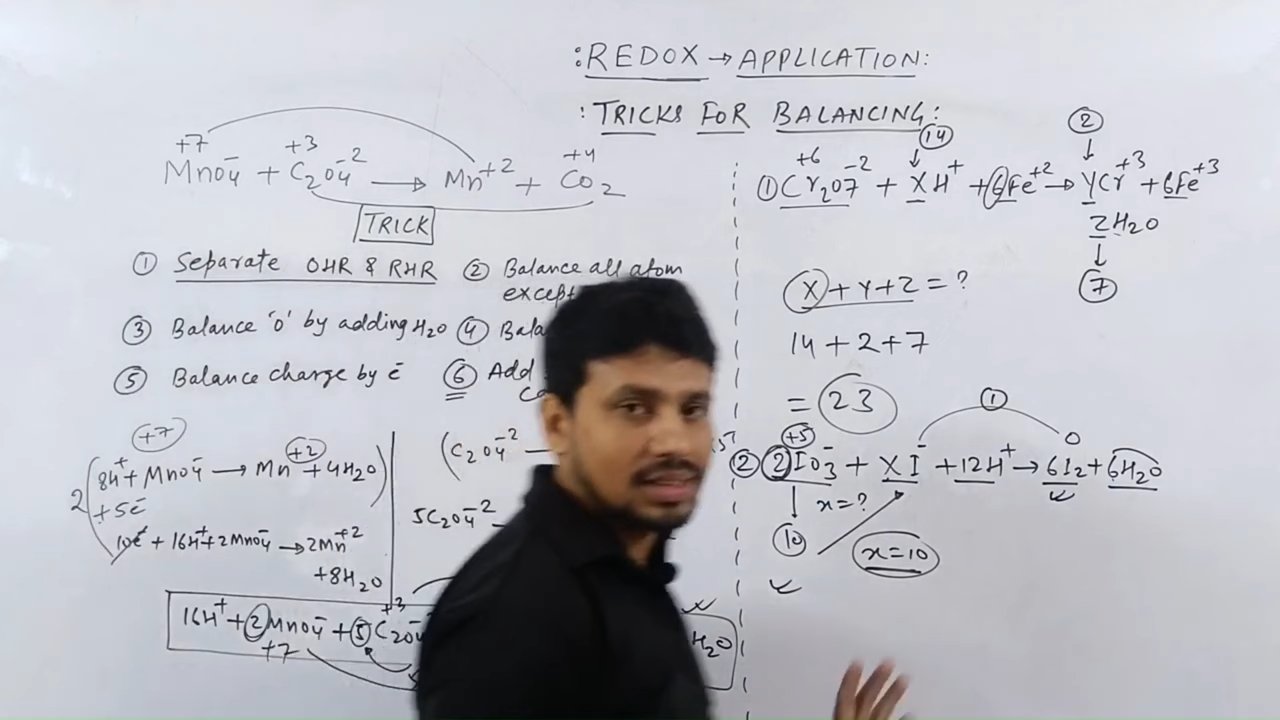 :REDOX → APPLICATION:
: TRICKS FOR BALANCING:
+7 +3 +4
MnO4⁻ + C2O4⁻² → Mn⁺² + CO2
TRICK
① Separate OHR & RHR ② Balance all atom
except
③ Balance 'O' by adding H2O ④ Bala
⑤ Balance charge by e⁻ ⑥ Add
+7 +2
2 (8H⁺ + MnO4⁻ → Mn + 4H2O)
+ 5e⁻
10e⁻ + 16H⁺ + 2MnO4⁻ → 2Mn⁺²
+ 8H2O
(C2O4⁻²
5C2O4⁻²
+3
16H⁺ + 2MnO4⁻ + 5C2O4⁻
+7
H2O
14 2
+6
① Cr2O7⁻² + XH⁺ + 6Fe⁺² → YCr⁺³ + 6Fe⁺³
ZH2O
7
X + Y + Z = ?
14 + 2 + 7
= 23
+5 1 0
② 2IO3⁻ + XI⁻ + 12H⁺ → 6I2 + 6H2O
x = ?
10
x = 10